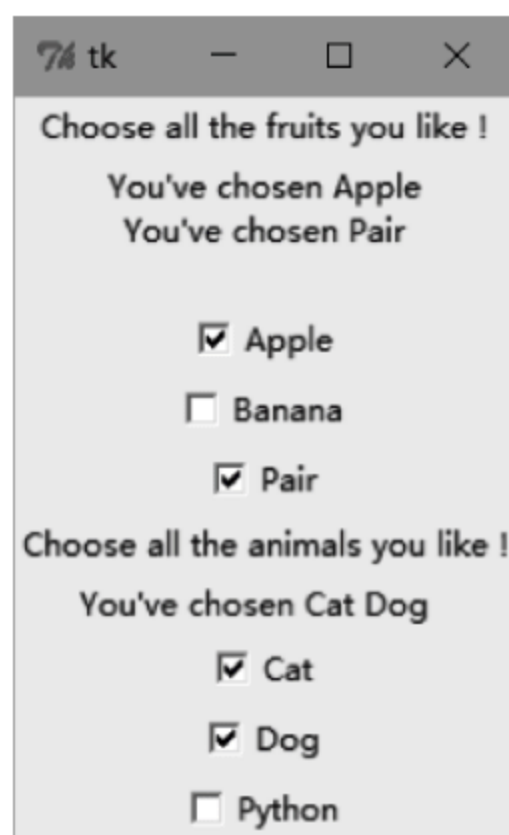 tk
Choose all the fruits you like !
You've chosen Apple
You've chosen Pair
Apple
Banana
Pair
Choose all the animals you like !
You've chosen Cat Dog
Cat
Dog
Python